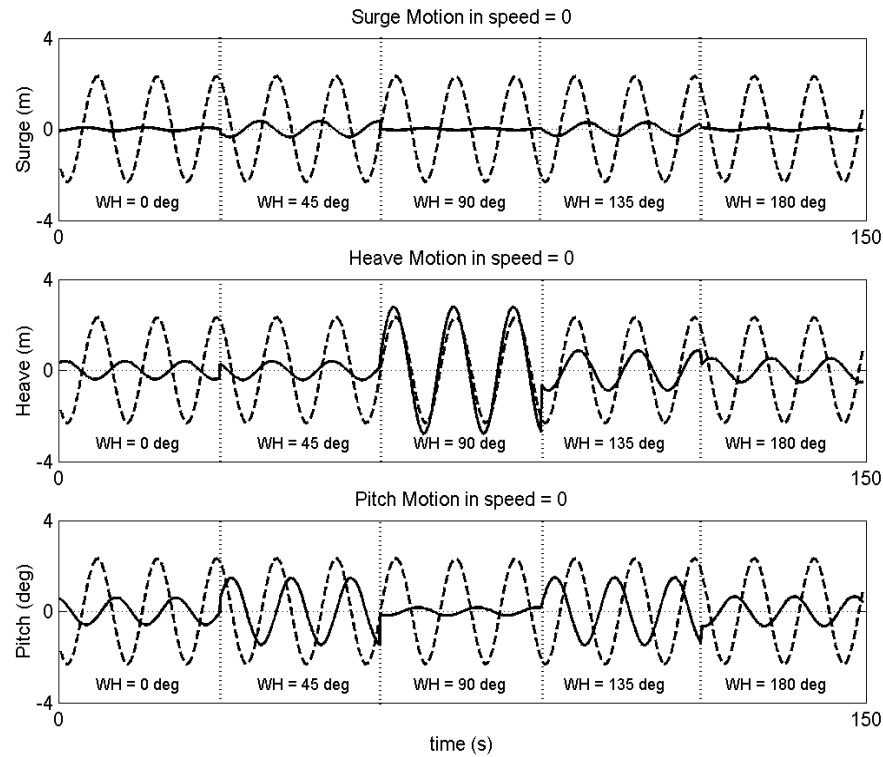 Surge Motion in speed = 0
4
Surge (m)
0
WH = 0 deg WH = 45 deg WH = 90 deg WH = 135 deg WH = 180 deg
-4
0 150
Heave Motion in speed = 0
4
Heave (m)
0
WH = 0 deg WH = 45 deg WH = 90 deg WH = 135 deg WH = 180 deg
-4
0 150
Pitch Motion in speed = 0
4
Pitch (deg)
0
WH = 0 deg WH = 45 deg WH = 90 deg WH = 135 deg WH = 180 deg
-4
0 150
time (s)